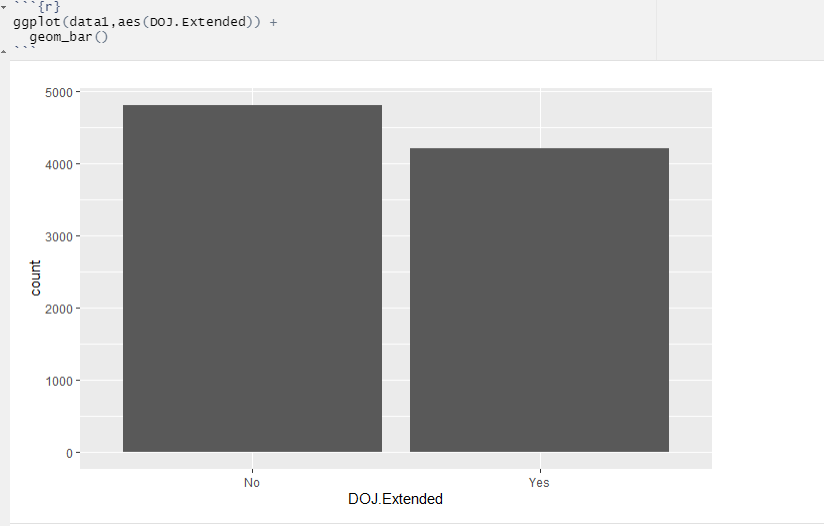 ```{r}
ggplot(data1,aes(DOJ.Extended)) +
  geom_bar()
```
5000
4000
3000
2000
1000
0
count
No
Yes
DOJ.Extended